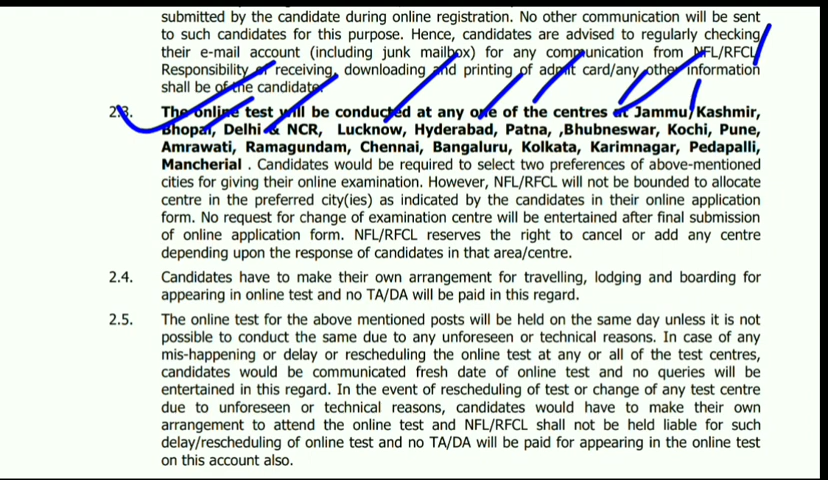 submitted by the candidate during online registration. No other communication will be sent
to such candidates for this purpose. Hence, candidates are advised to regularly checking
their e-mail account (including junk mailbox) for any communication from NFL/RFCL.
Responsibility of receiving, downloading and printing of admit card/any other information
shall be of the candidate.
2.3. The online test will be conducted at any one of the centres at Jammu/Kashmir,
Bhopal, Delhi & NCR, Lucknow, Hyderabad, Patna, ,Bhubneswar, Kochi, Pune,
Amrawati, Ramagundam, Chennai, Bangaluru, Kolkata, Karimnagar, Pedapalli,
Mancherial . Candidates would be required to select two preferences of above-mentioned
cities for giving their online examination. However, NFL/RFCL will not be bounded to allocate
centre in the preferred city(ies) as indicated by the candidates in their online application
form. No request for change of examination centre will be entertained after final submission
of online application form. NFL/RFCL reserves the right to cancel or add any centre
depending upon the response of candidates in that area/centre.
2.4. Candidates have to make their own arrangement for travelling, lodging and boarding for
appearing in online test and no TA/DA will be paid in this regard.
2.5. The online test for the above mentioned posts will be held on the same day unless it is not
possible to conduct the same due to any unforeseen or technical reasons. In case of any
mis-happening or delay or rescheduling the online test at any or all of the test centres,
candidates would be communicated fresh date of online test and no queries will be
entertained in this regard. In the event of rescheduling of test or change of any test centre
due to unforeseen or technical reasons, candidates would have to make their own
arrangement to attend the online test and NFL/RFCL shall not be held liable for such
delay/rescheduling of online test and no TA/DA will be paid for appearing in the online test
on this account also.